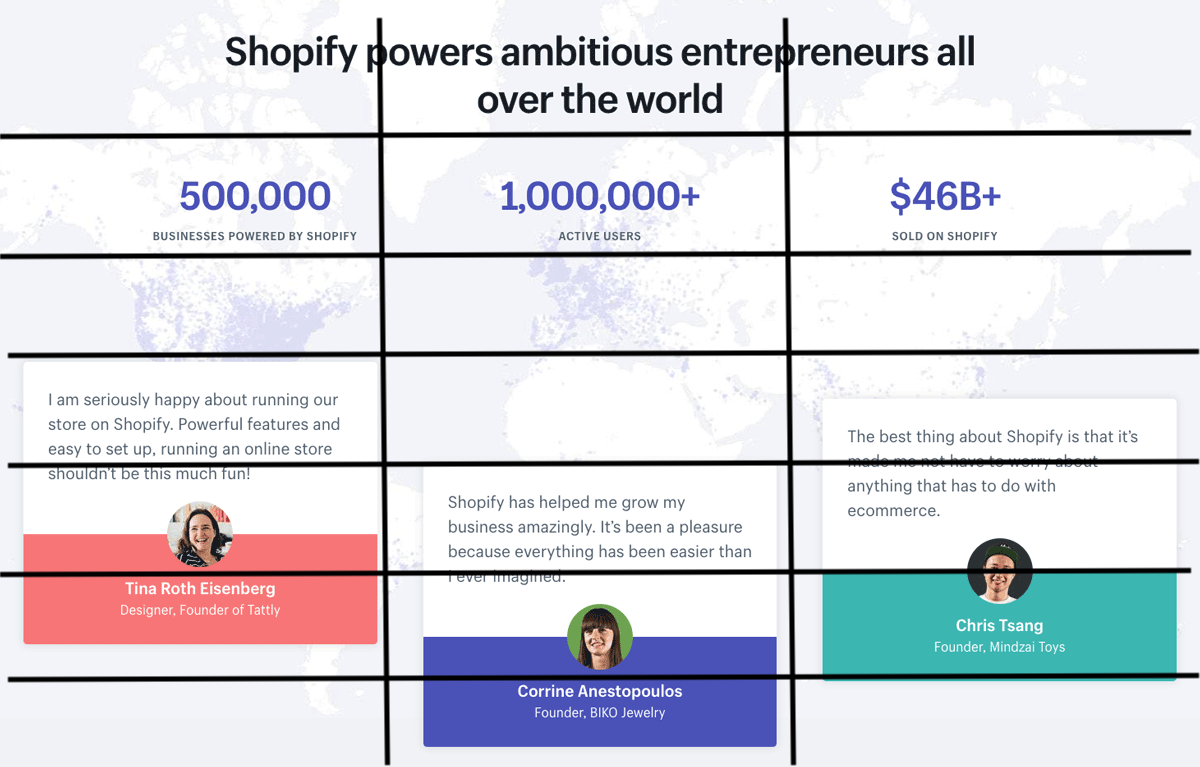 Shopify powers ambitious entrepreneurs all
over the world
500,000
BUSINESSES POWERED BY SHOPIFY
1,000,000+
ACTIVE USERS
$46B+
SOLD ON SHOPIFY
I am seriously happy about running our
store on Shopify. Powerful features and
easy to set up, running an online store
shouldn't be this much fun!
Tina Roth Eisenberg
Designer, Founder of Tattly
Shopify has helped me grow my
business amazingly. It's been a pleasure
because everything has been easier than
I ever imagined.
Corrine Anestopoulos
Founder, BIKO Jewelry
The best thing about Shopify is that it's
made me not have to worry about
anything that has to do with
ecommerce.
Chris Tsang
Founder, Mindzai Toys